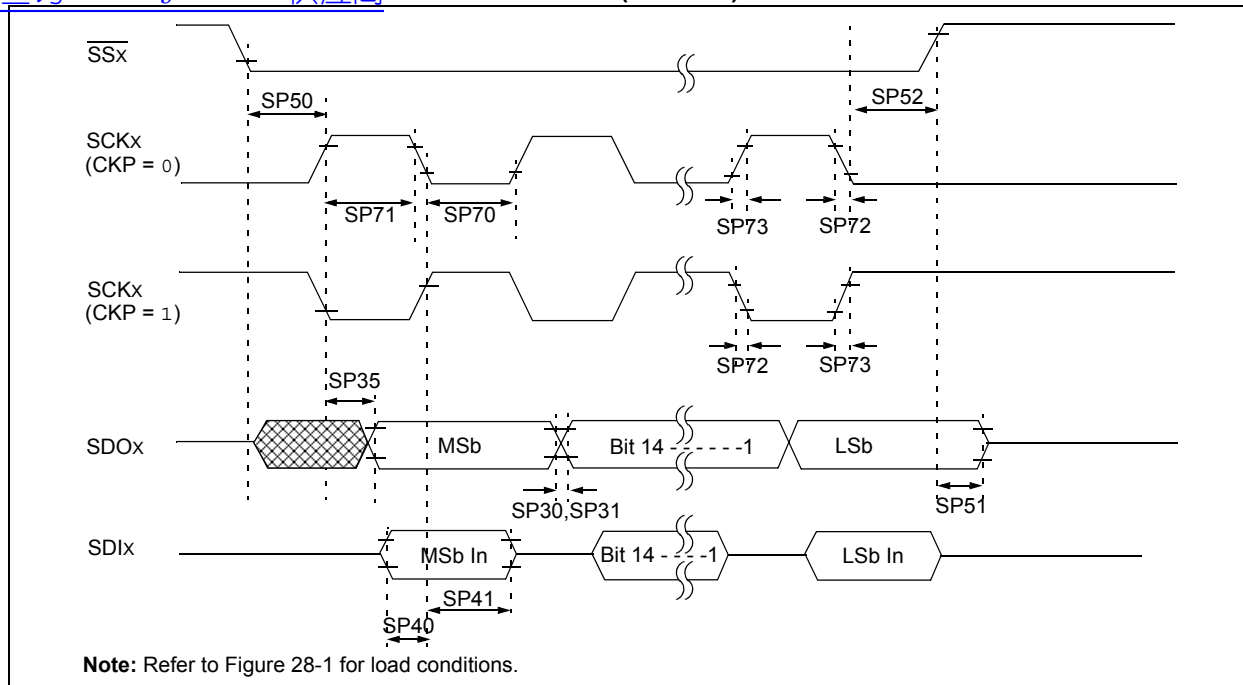 SSx
SP50
SP52
SCKx
(CKP = 0)
SP71
SP70
SP73
SP72
SCKx
(CKP = 1)
SP72
SP73
SP35
SDOx
MSb
Bit 14 - - - - - -1
LSb
SP30,SP31
SP51
SDIx
MSb In
Bit 14 - - - -1
LSb In
SP41
SP40
Note: Refer to Figure 28-1 for load conditions.